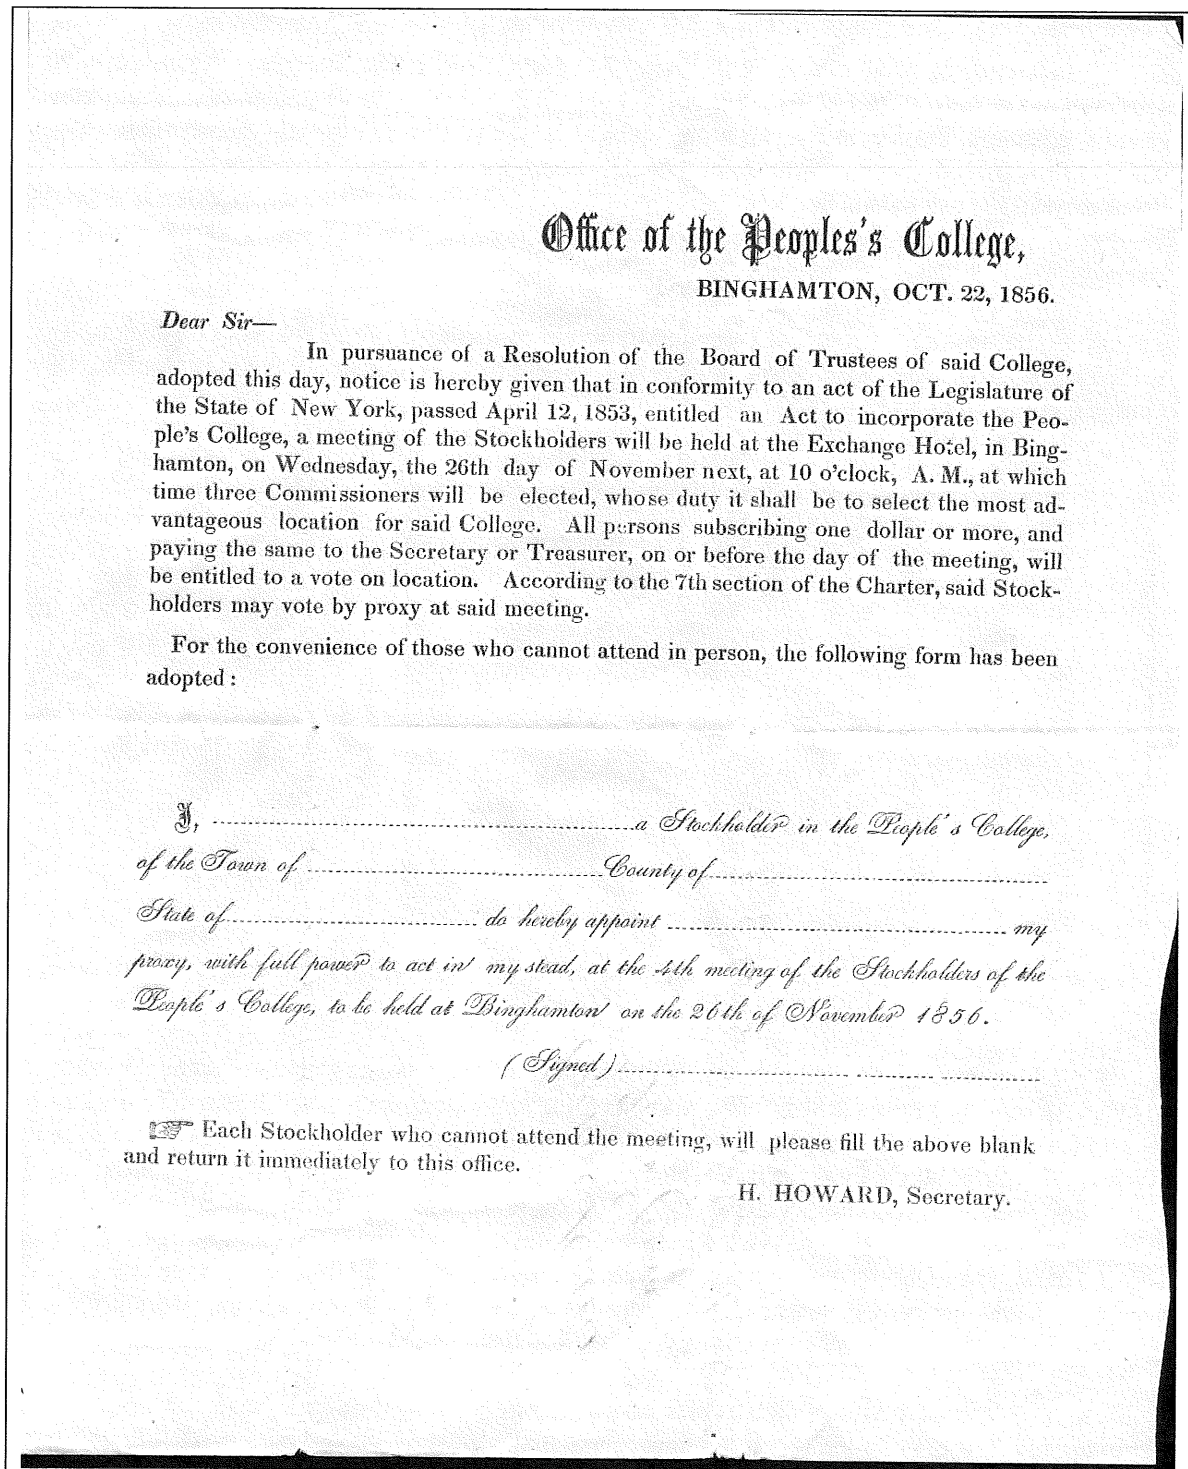 Office of the Peoples's College,
BINGHAMTON, OCT. 22, 1856.
Dear Sir—
In pursuance of a Resolution of the Board of Trustees of said College,
adopted this day, notice is hereby given that in conformity to an act of the Legislature of
the State of New York, passed April 12, 1853, entitled an Act to incorporate the Peo-
ple's College, a meeting of the Stockholders will be held at the Exchange Hotel, in Bing-
hamton, on Wednesday, the 26th day of November next, at 10 o'clock, A. M., at which
time three Commissioners will be elected, whose duty it shall be to select the most ad-
vantageous location for said College. All persons subscribing one dollar or more, and
paying the same to the Secretary or Treasurer, on or before the day of the meeting, will
be entitled to a vote on location. According to the 7th section of the Charter, said Stock-
holders may vote by proxy at said meeting.
For the convenience of those who cannot attend in person, the following form has been
adopted:
I, ........................ a Stockholder in the People's College,
of the Town of ........................ County of ........................
State of ........................ do hereby appoint ........................ my
proxy, with full power to act in my stead, at the 4th meeting of the Stockholders of the
People's College, to be held at Binghamton on the 26th of November 1856.
(Signed) ........................
☞ Each Stockholder who cannot attend the meeting, will please fill the above blank
and return it immediately to this office.
H. HOWARD, Secretary.